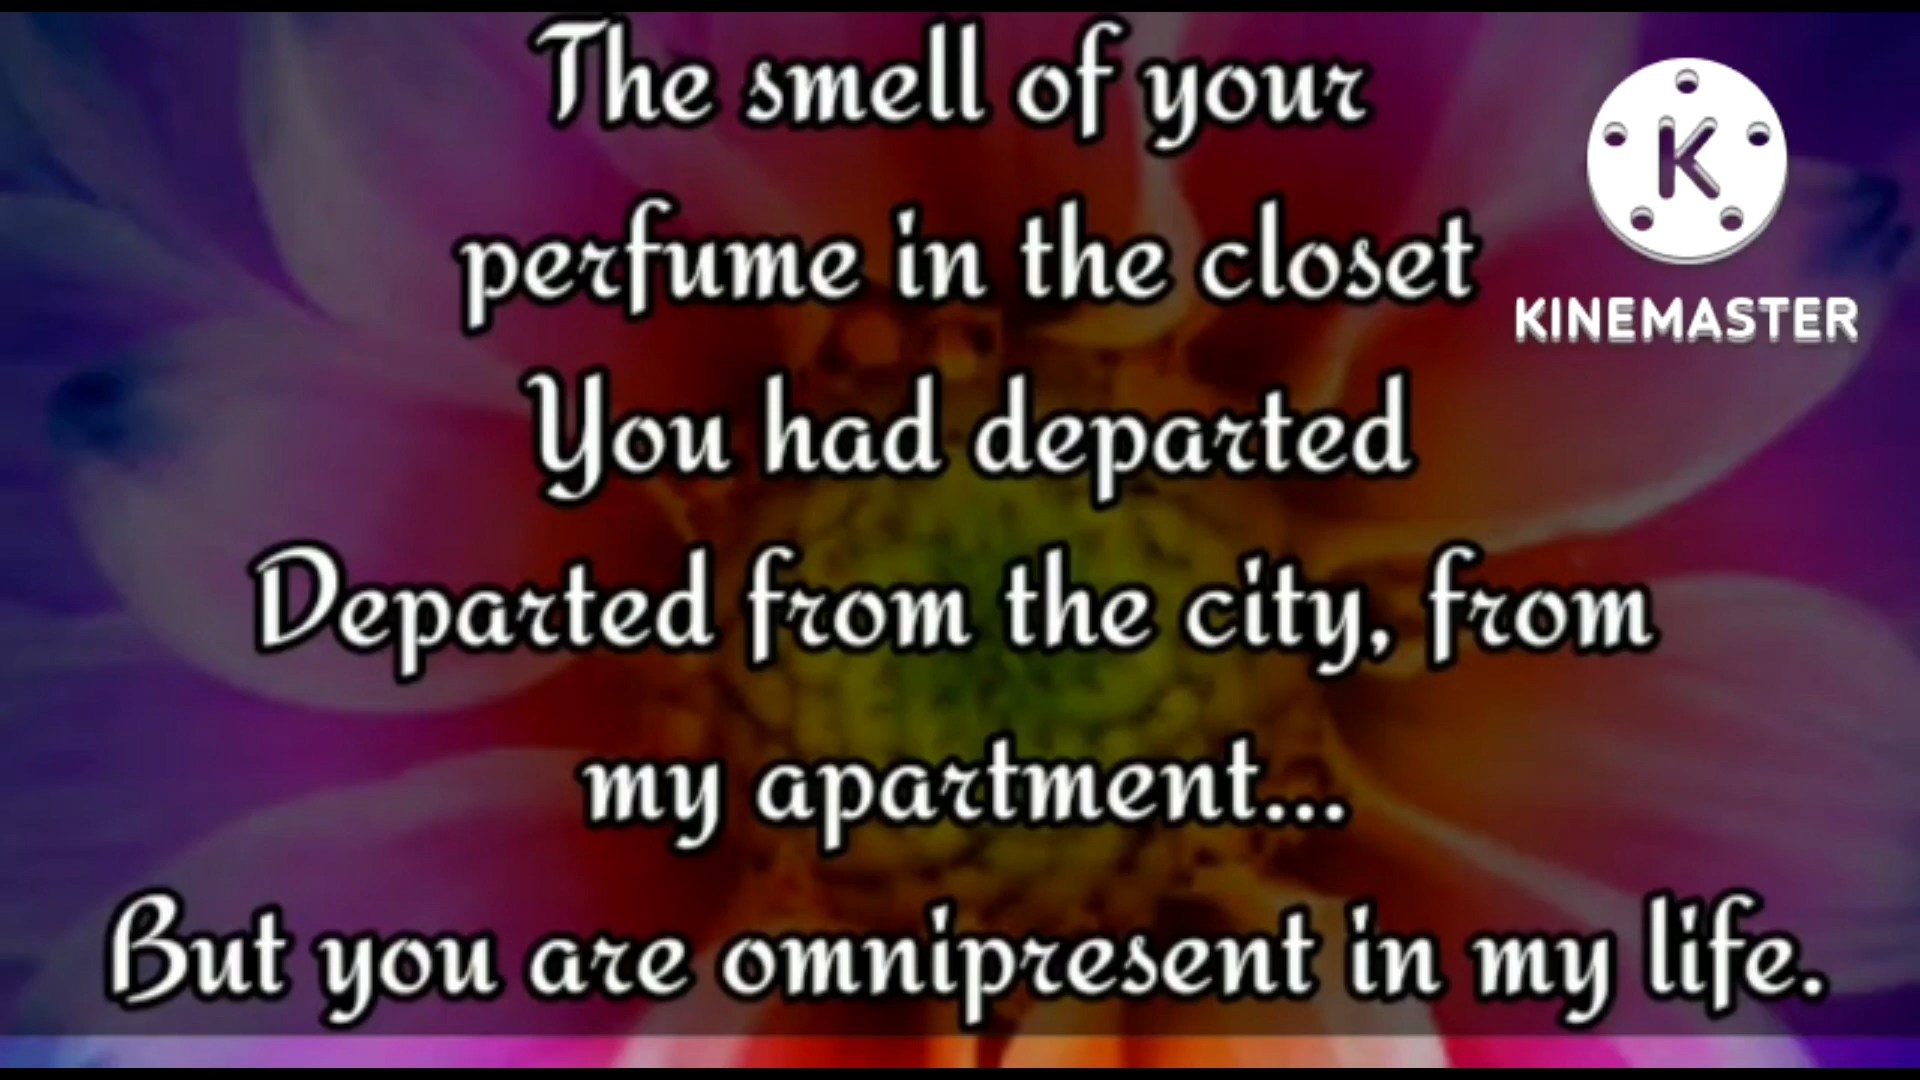 The smell of your
perfume in the closet
You had departed
Departed from the city, from
my apartment...
But you are omnipresent in my life.
K
KINEMASTER